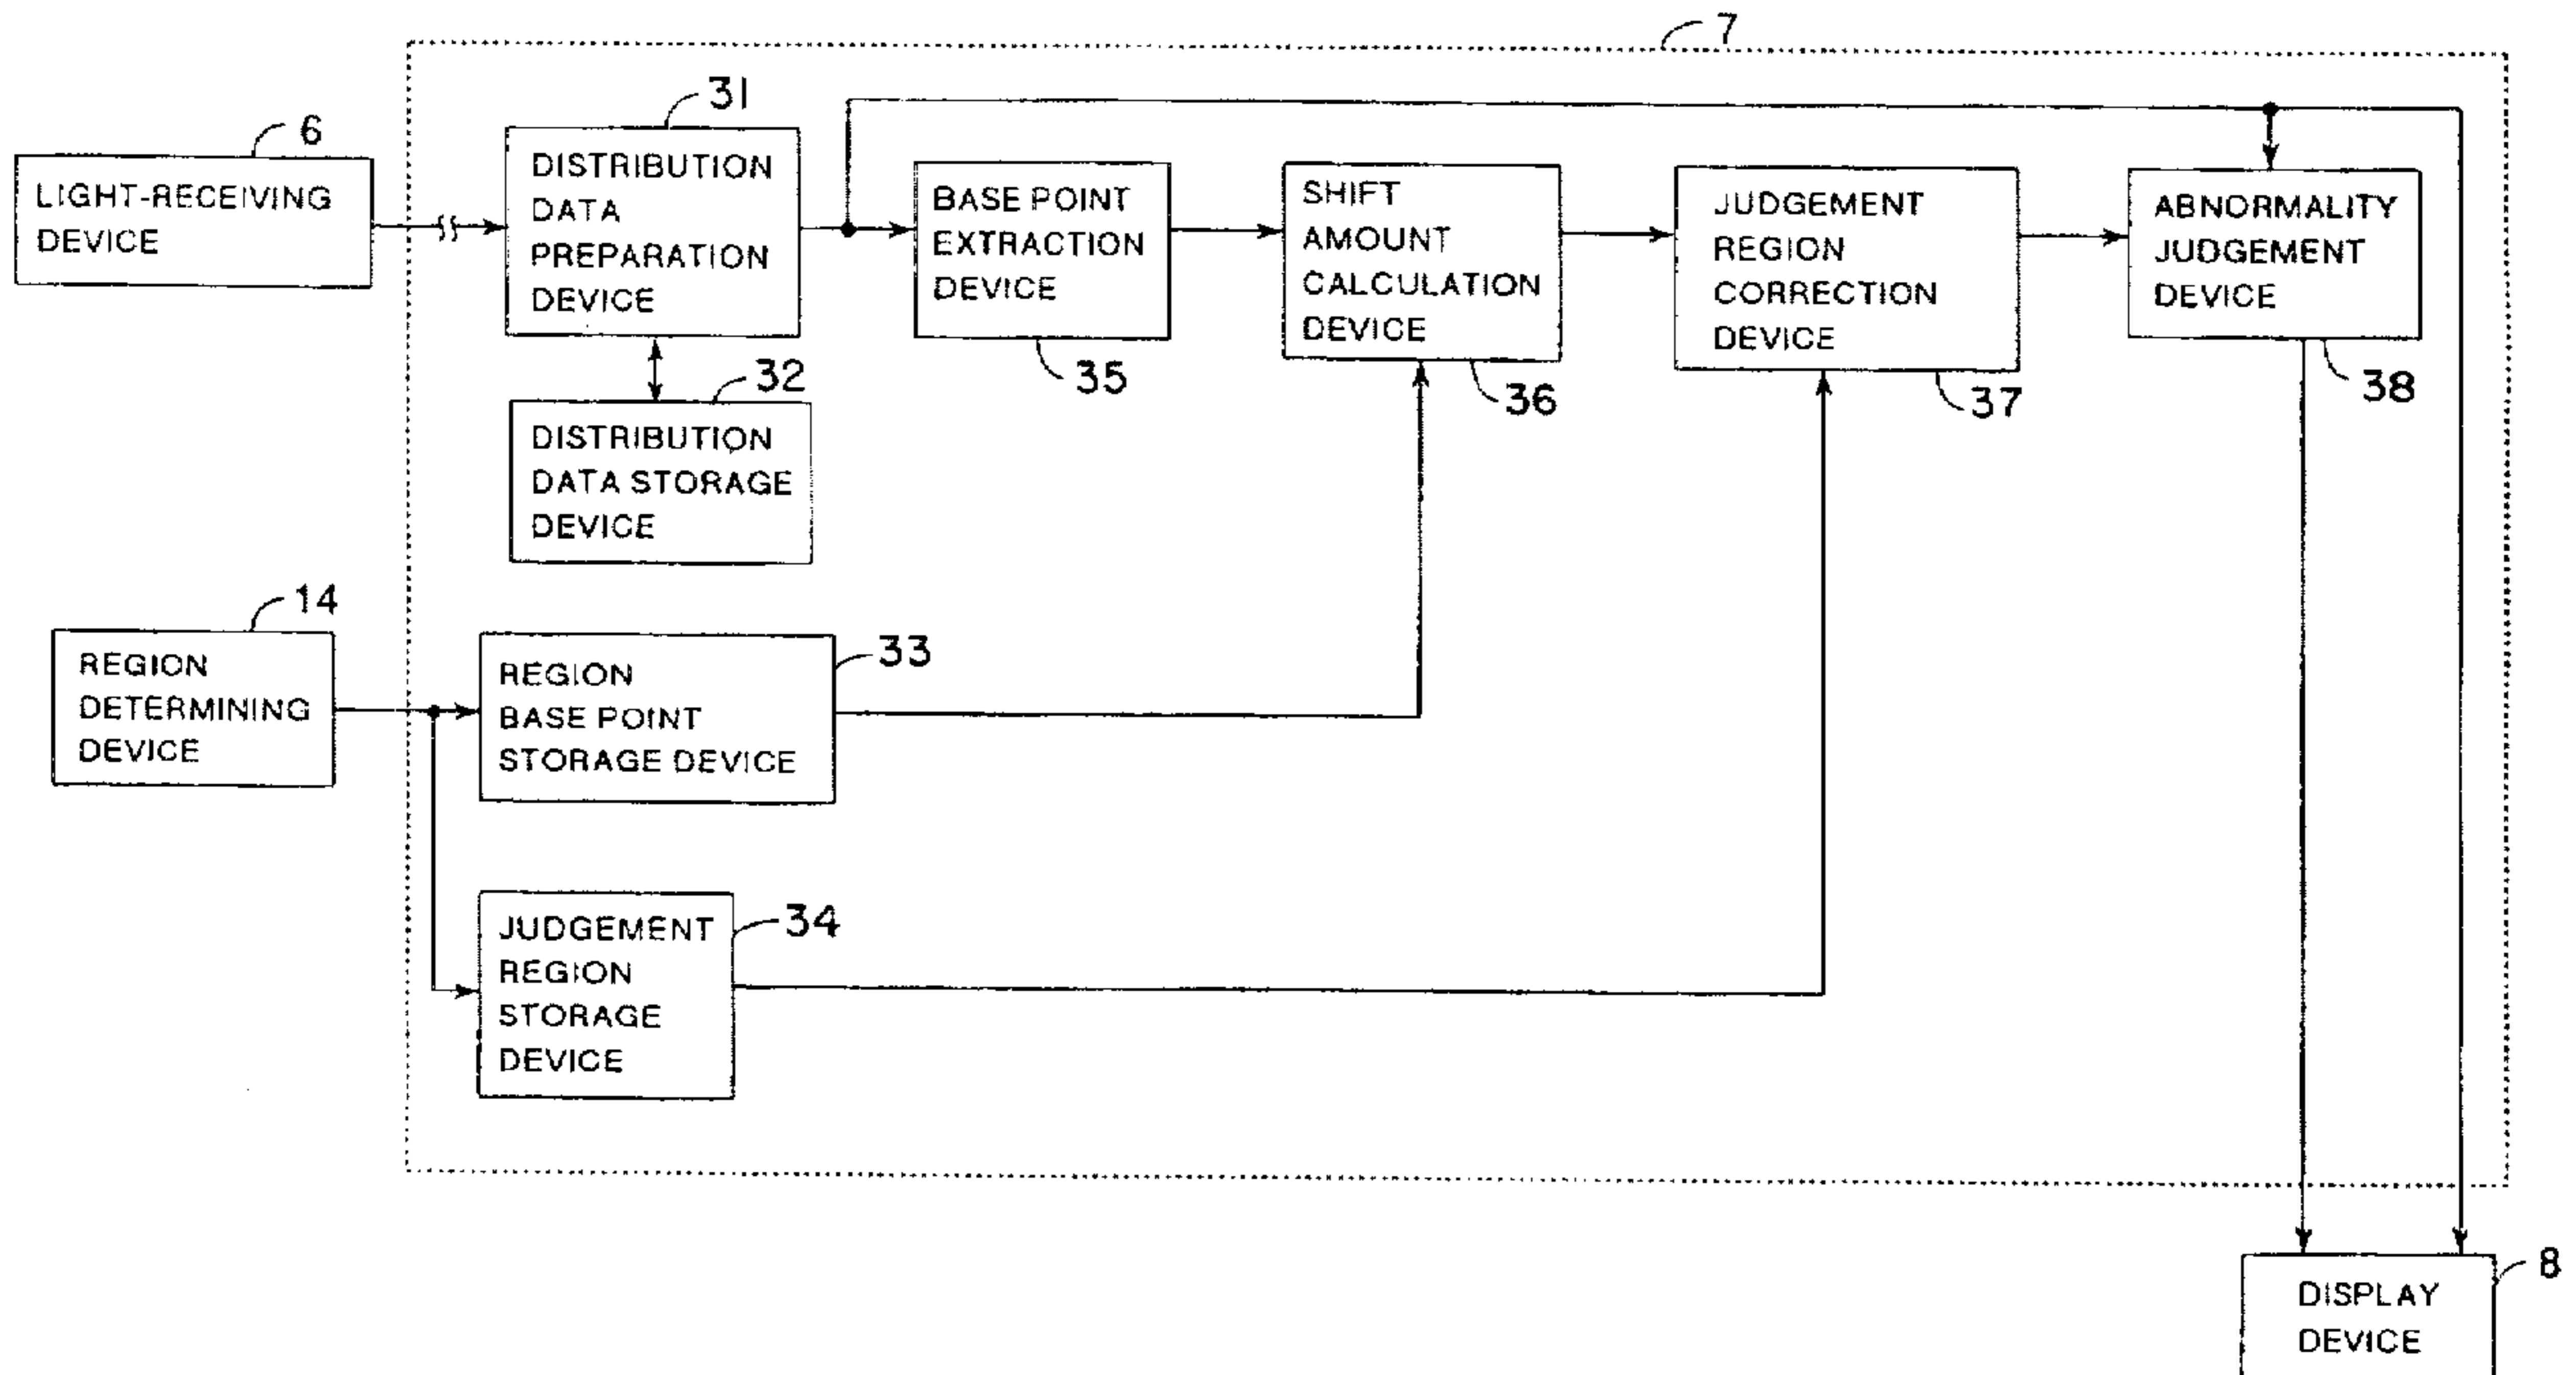 7
31
6
LIGHT-RECEIVING
DEVICE
DISTRIBUTION
DATA
PREPARATION
DEVICE
BASE POINT
EXTRACTION
DEVICE
35
SHIFT
AMOUNT
CALCULATION
DEVICE
36
JUDGEMENT
REGION
CORRECTION
DEVICE
37
ABNORMALITY
JUDGEMENT
DEVICE
38
32
DISTRIBUTION
DATA STORAGE
DEVICE
14
REGION
DETERMINING
DEVICE
33
REGION
BASE POINT
STORAGE DEVICE
34
JUDGEMENT
REGION
STORAGE
DEVICE
8
DISPLAY
DEVICE